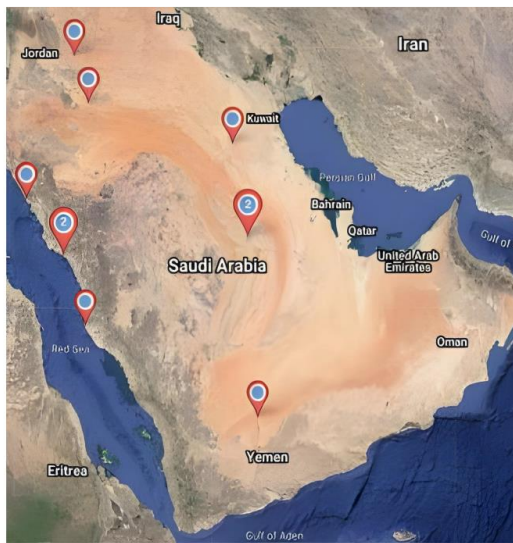 Iraq
Iran
Jordan
Kuwait
Persian Gulf
Bahrain
2
2
Qatar
Gulf of
United Arab
Emirates
Saudi Arabia
Oman
Red Sea
Yemen
Eritrea
Gulf of Aden